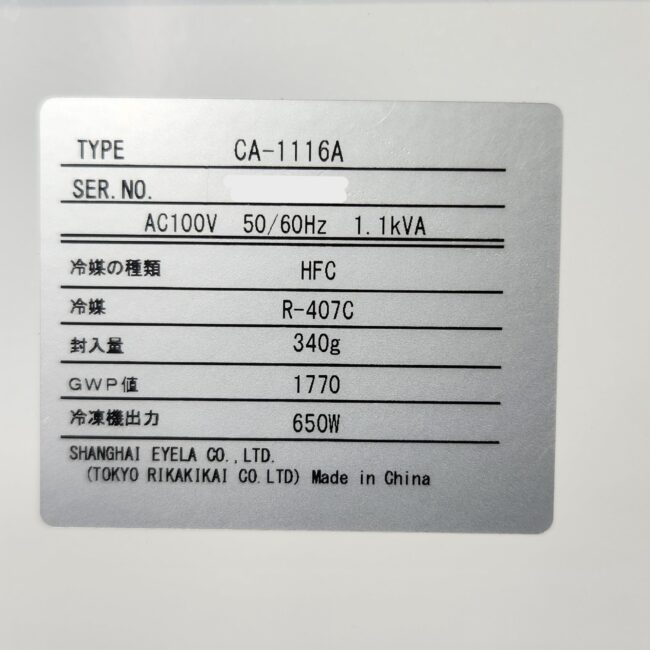 TYPE CA-1116A
SER.NO.
AC100V 50/60Hz 1.1kVA
冷媒の種類 HFC
冷媒 R-407C
封入量 340g
GWP値 1770
冷凍機出力 650W
SHANGHAI EYELA CO.,LTD.
(TOKYO RIKAKIKAI CO.LTD) Made in China